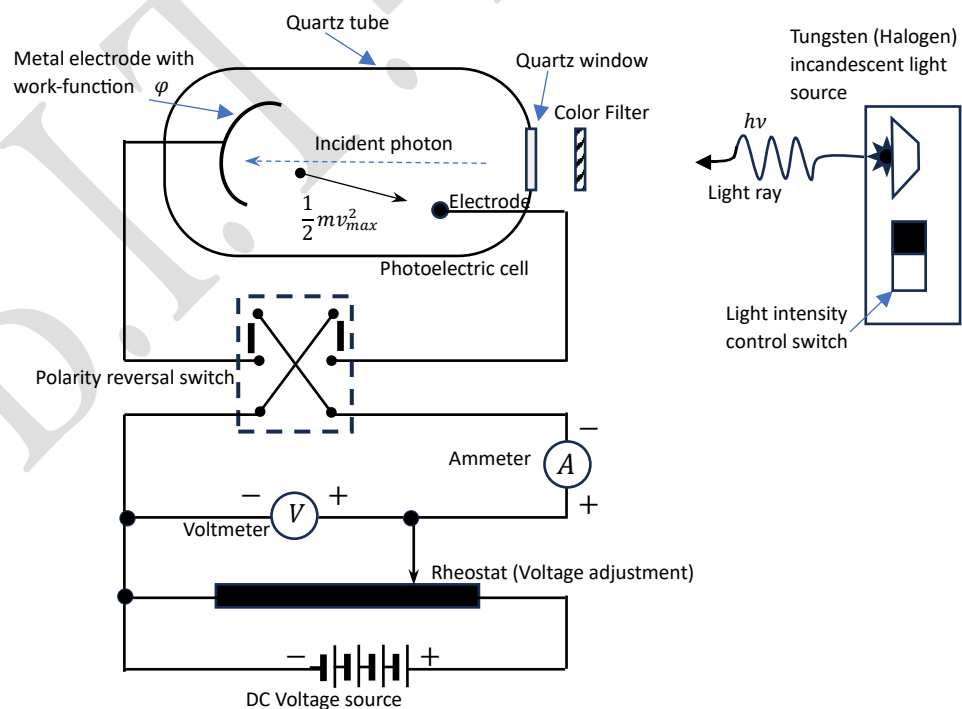 Quartz tube
Metal electrode with
work-function φ
Quartz window
Color Filter
Tungsten (Halogen)
incandescent light
source
hν
Incident photon
Light ray
Electrode
1/2 mv²max
Photoelectric cell
Light intensity
control switch
Polarity reversal switch
−
Ammeter
A
+
− +
Voltmeter
V
Rheostat (Voltage adjustment)
− +
DC Voltage source
D.I.T.